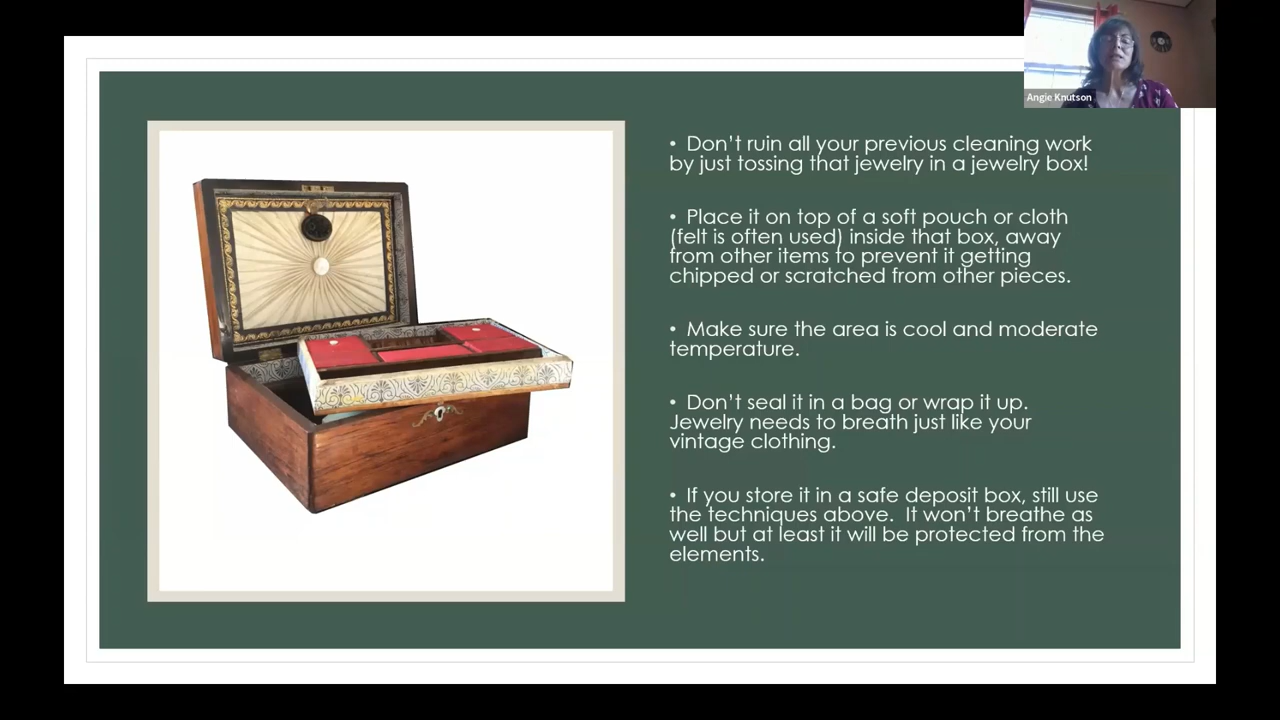 Angie Knutson
• Don't ruin all your previous cleaning work
by just tossing that jewelry in a jewelry box!
• Place it on top of a soft pouch or cloth
(felt is often used) inside that box, away
from other items to prevent it getting
chipped or scratched from other pieces.
• Make sure the area is cool and moderate
temperature.
• Don't seal it in a bag or wrap it up.
Jewelry needs to breath just like your
vintage clothing.
• If you store it in a safe deposit box, still use
the techniques above.  It won't breathe as
well but at least it will be protected from the
elements.